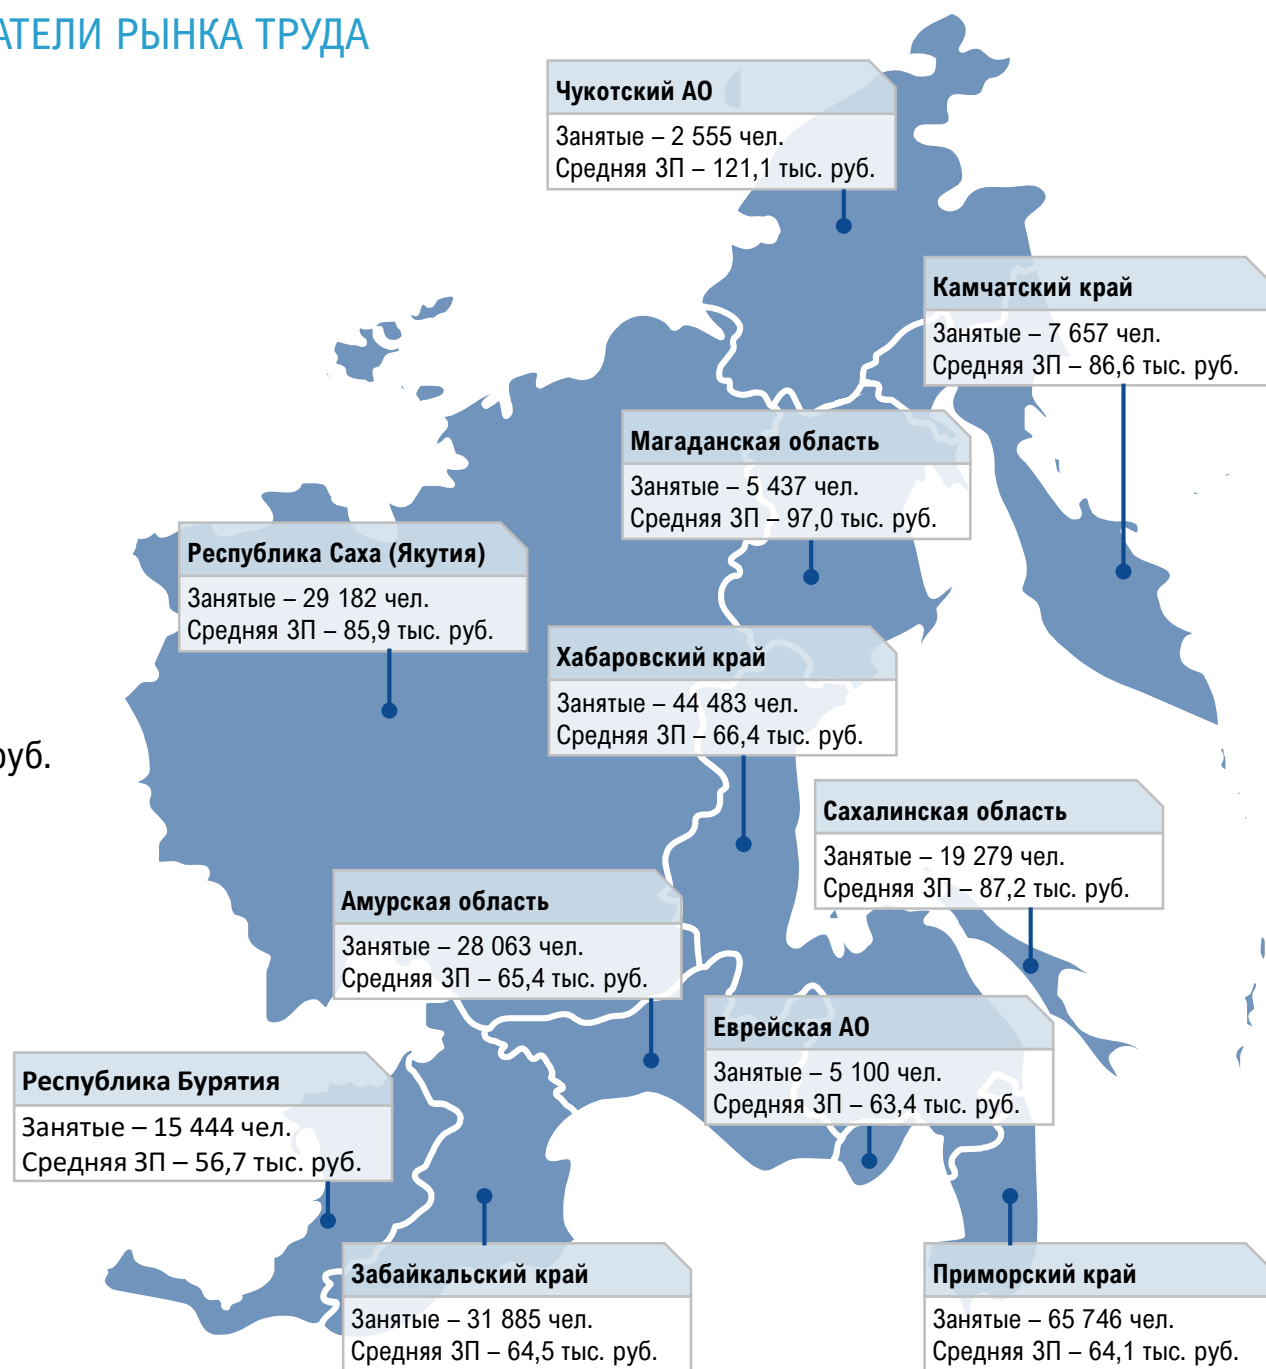 АТЕЛИ РЫНКА ТРУДА
Чукотский АО
Занятые – 2 555 чел.
Средняя ЗП – 121,1 тыс. руб.
Камчатский край
Занятые – 7 657 чел.
Средняя ЗП – 86,6 тыс. руб.
Магаданская область
Занятые – 5 437 чел.
Средняя ЗП – 97,0 тыс. руб.
Республика Саха (Якутия)
Занятые – 29 182 чел.
Средняя ЗП – 85,9 тыс. руб.
Хабаровский край
Занятые – 44 483 чел.
Средняя ЗП – 66,4 тыс. руб.
руб.
Сахалинская область
Занятые – 19 279 чел.
Средняя ЗП – 87,2 тыс. руб.
Амурская область
Занятые – 28 063 чел.
Средняя ЗП – 65,4 тыс. руб.
Еврейская АО
Занятые – 5 100 чел.
Средняя ЗП – 63,4 тыс. руб.
Республика Бурятия
Занятые – 15 444 чел.
Средняя ЗП – 56,7 тыс. руб.
Забайкальский край
Занятые – 31 885 чел.
Средняя ЗП – 64,5 тыс. руб.
Приморский край
Занятые – 65 746 чел.
Средняя ЗП – 64,1 тыс. руб.